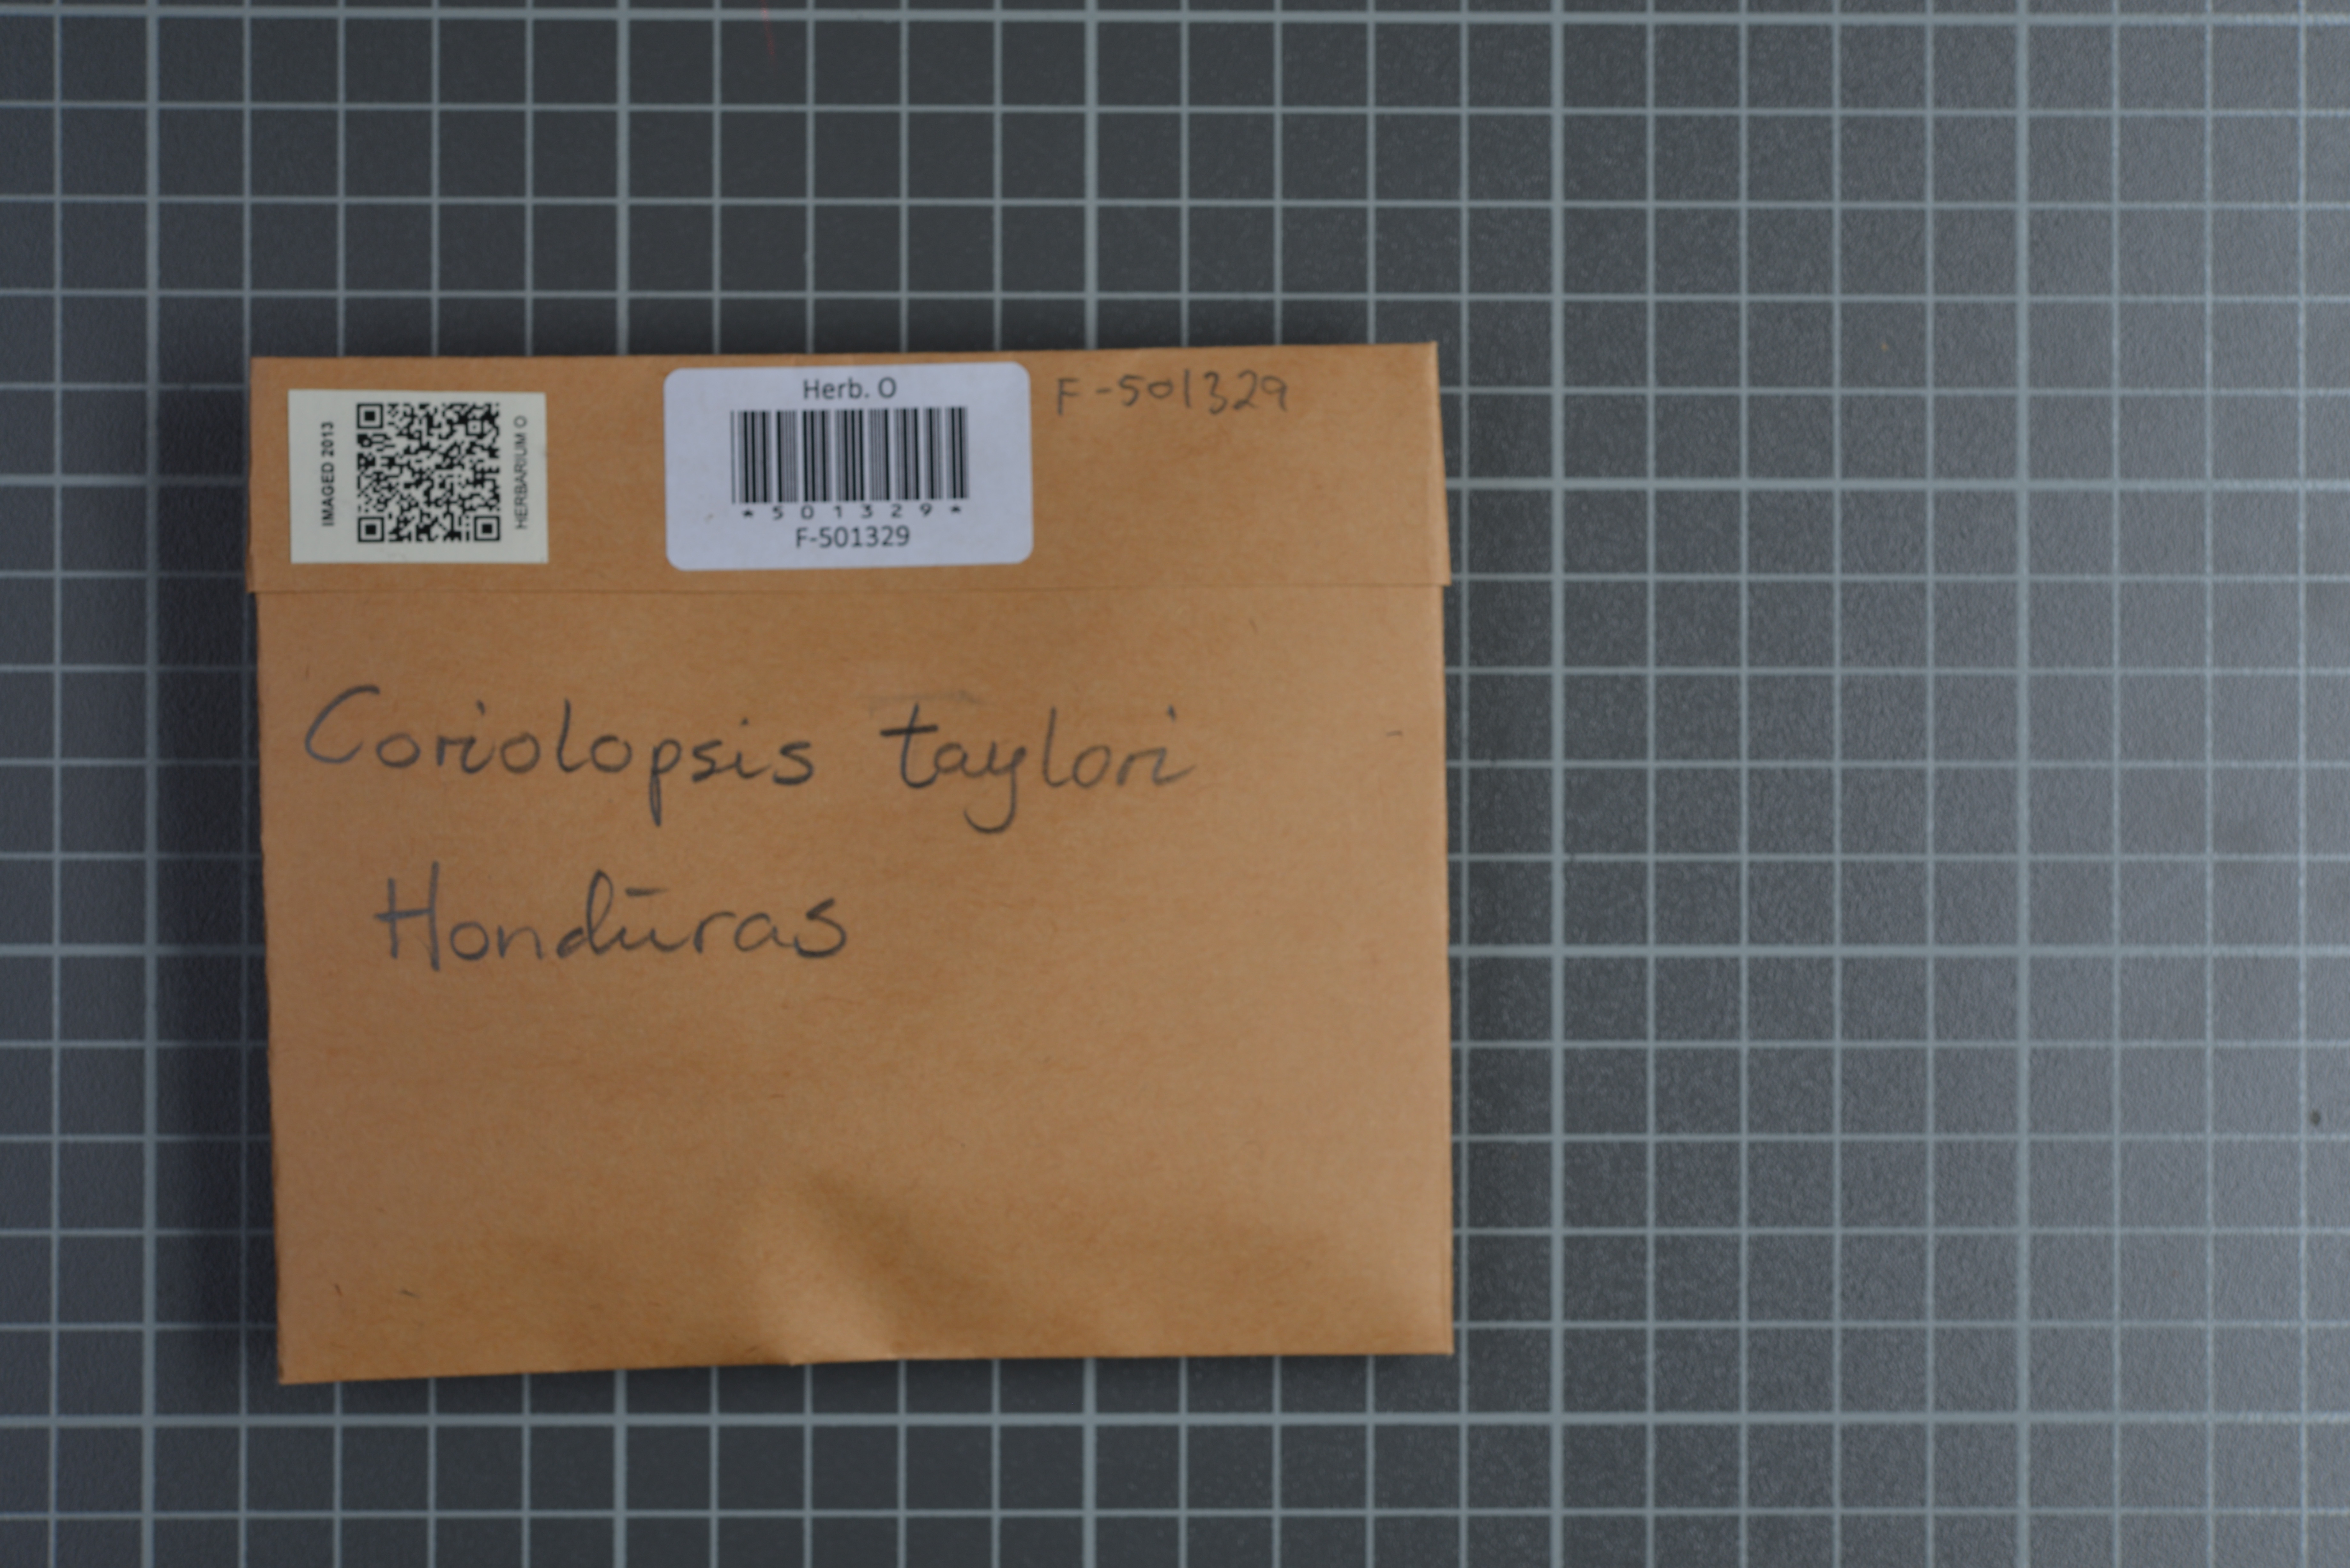 IMAGED 2013
HERBARIUM O
Herb. O
*501329*
F-501329
F-501329
Coriolopsis taylori
Hondūras